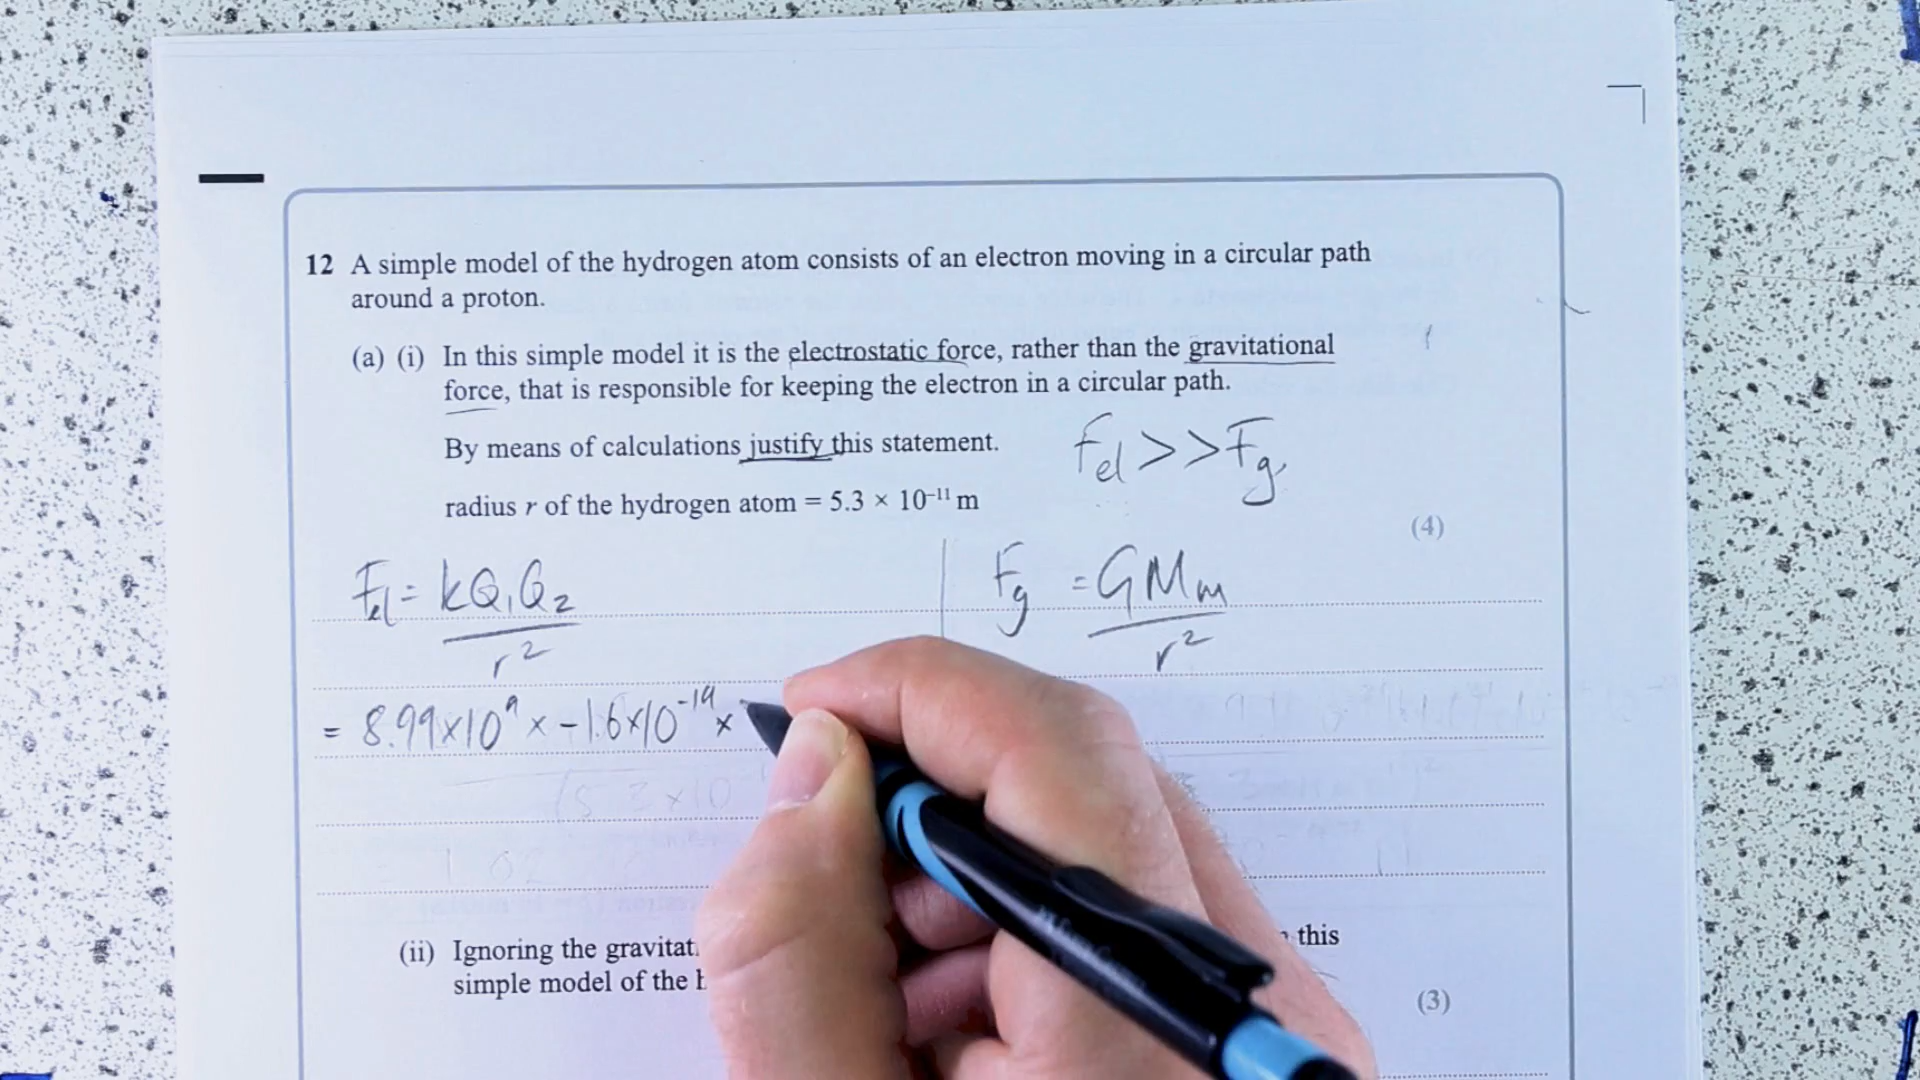 12 A simple model of the hydrogen atom consists of an electron moving in a circular path
around a proton.
(a) (i) In this simple model it is the electrostatic force, rather than the gravitational
force, that is responsible for keeping the electron in a circular path.
By means of calculations justify this statement.
Fel >> Fg
radius r of the hydrogen atom = 5.3 × 10⁻¹¹ m
(4)
Fel = kQ₁Q₂ / r²
Fg = GMm / r²
= 8.99×10⁹ × -1.6×10⁻¹⁹ ×
(ii) Ignoring the this
simple model of the
(3)